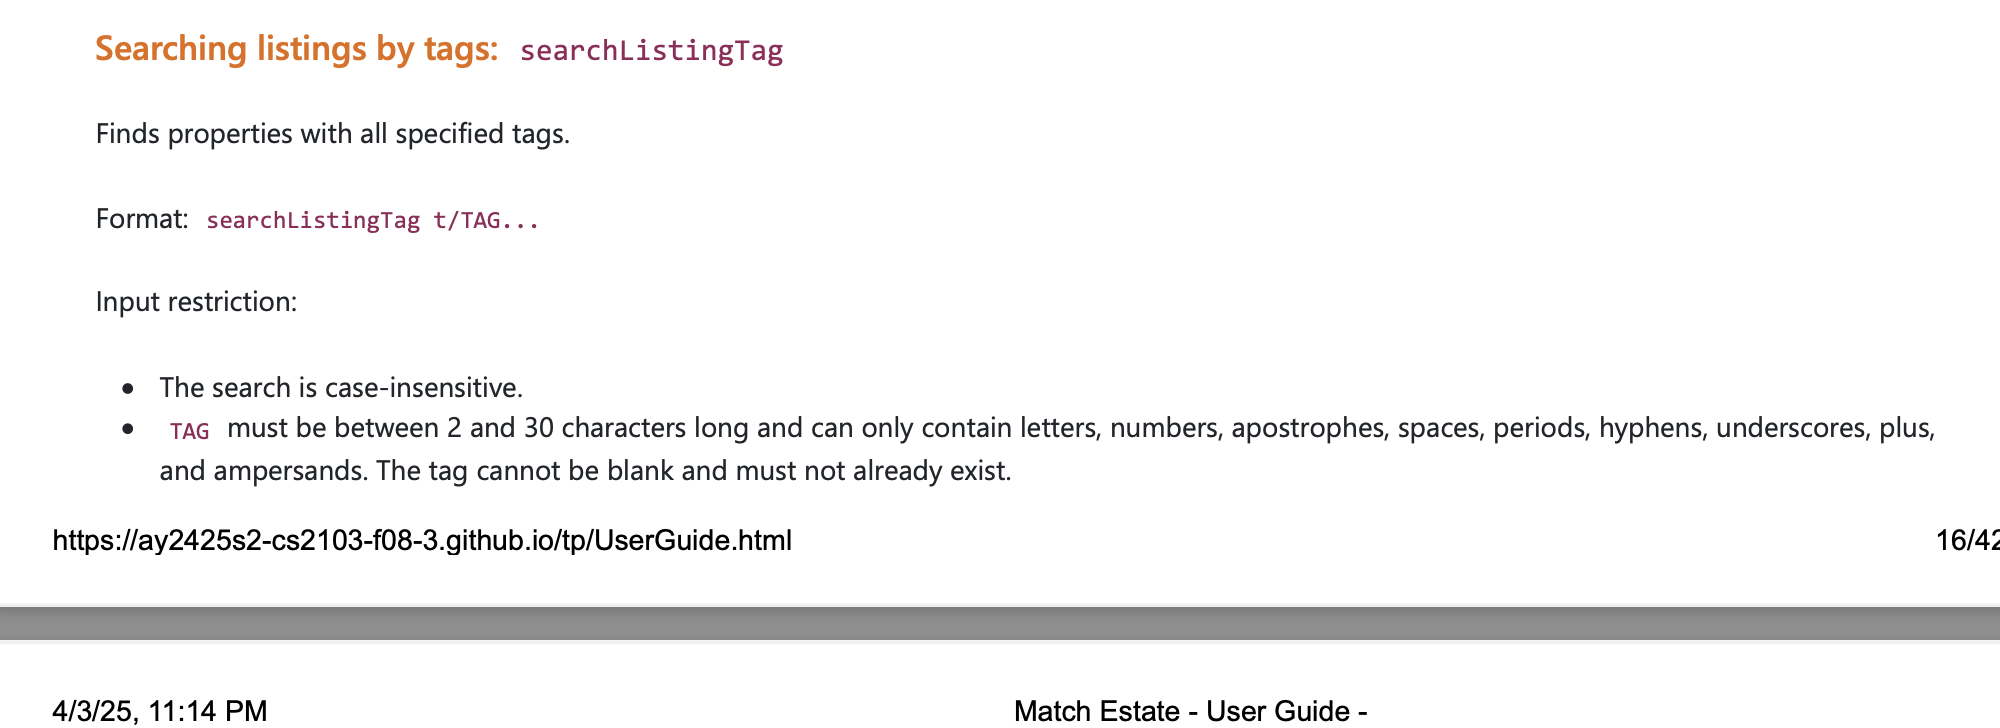 Searching listings by tags: searchListingTag
Finds properties with all specified tags.
Format: searchListingTag t/TAG...
Input restriction:
• The search is case-insensitive.
• TAG must be between 2 and 30 characters long and can only contain letters, numbers, apostrophes, spaces, periods, hyphens, underscores, plus,
and ampersands. The tag cannot be blank and must not already exist.
https://ay2425s2-cs2103-f08-3.github.io/tp/UserGuide.html 16/42
4/3/25, 11:14 PM Match Estate - User Guide -